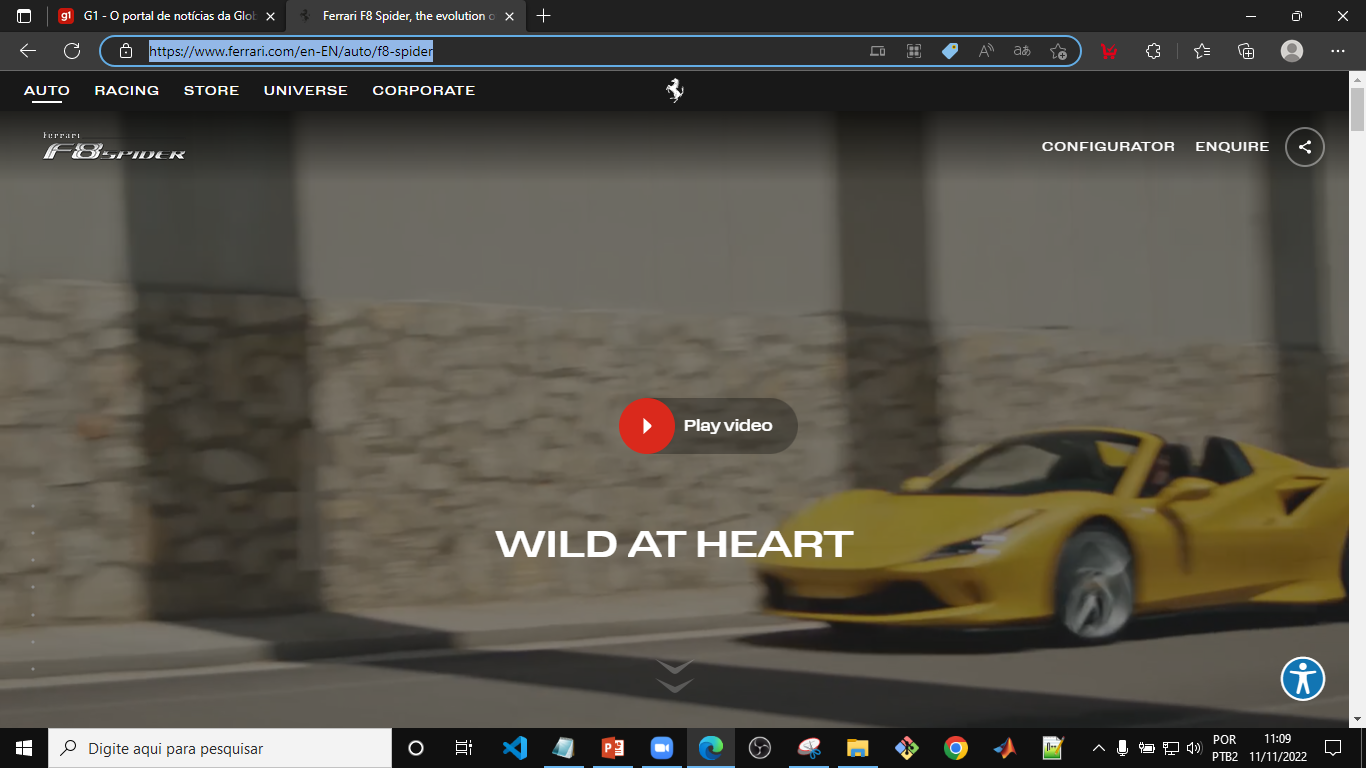 G1 - O portal de notícias da Glob
Ferrari F8 Spider, the evolution o
https://www.ferrari.com/en-EN/auto/f8-spider
AUTO RACING STORE UNIVERSE CORPORATE
Ferrari
F8 SPIDER
CONFIGURATOR ENQUIRE
Play video
WILD AT HEART
Digite aqui para pesquisar
POR
PTB2
11:09
11/11/2022